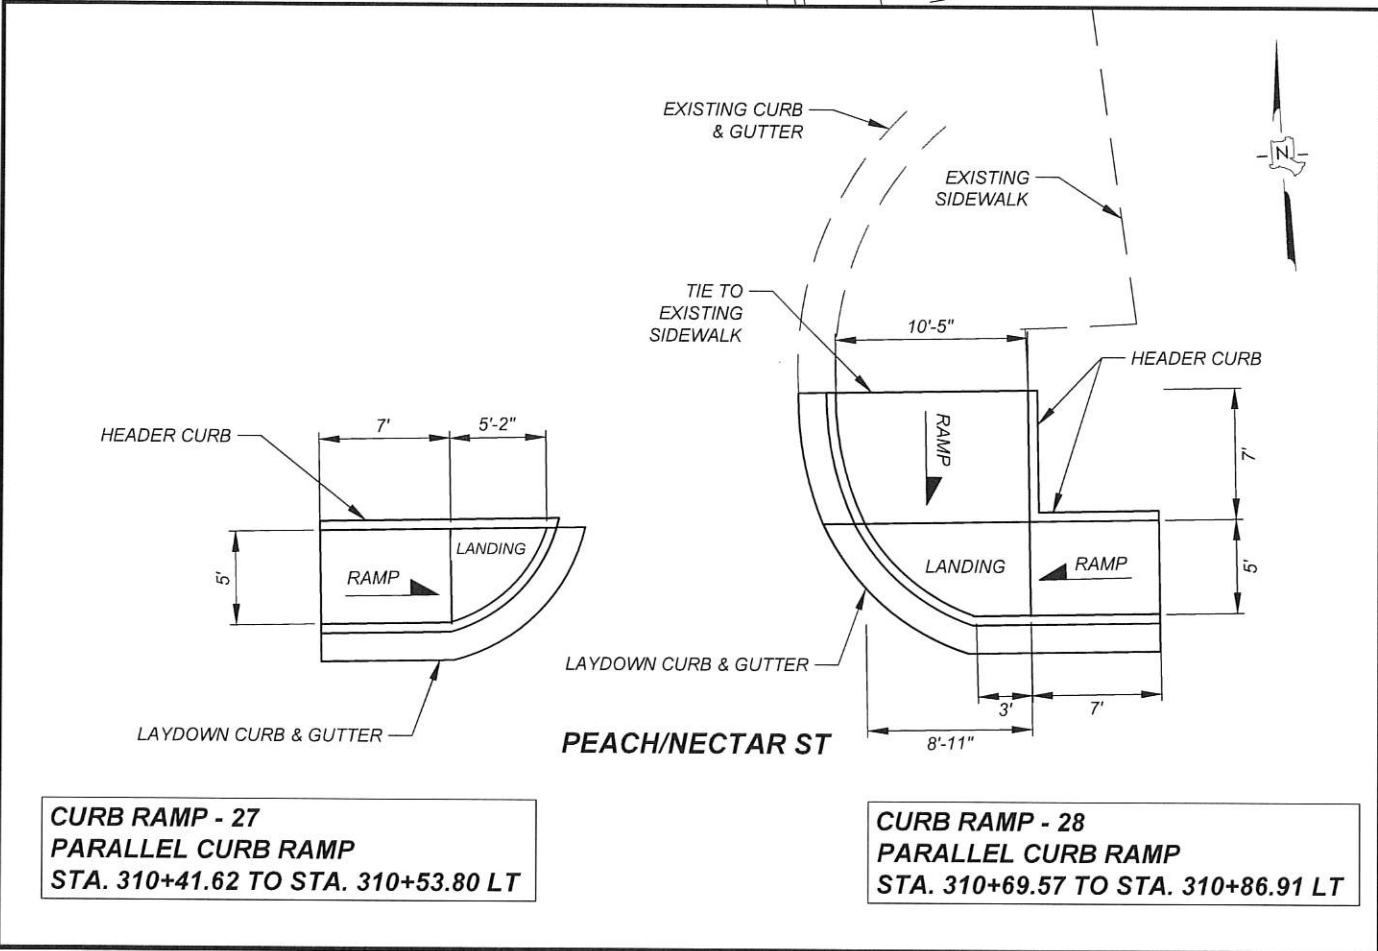 EXISTING CURB
& GUTTER
EXISTING
SIDEWALK
N
TIE TO
EXISTING
SIDEWALK
10'-5"
HEADER CURB
7'
5'-2"
HEADER CURB
RAMP
7'
LANDING
5'
RAMP
LANDING
RAMP
5'
LAYDOWN CURB & GUTTER
3'
7'
LAYDOWN CURB & GUTTER
PEACH/NECTAR ST
8'-11"
CURB RAMP - 27
PARALLEL CURB RAMP
STA. 310+41.62 TO STA. 310+53.80 LT
CURB RAMP - 28
PARALLEL CURB RAMP
STA. 310+69.57 TO STA. 310+86.91 LT